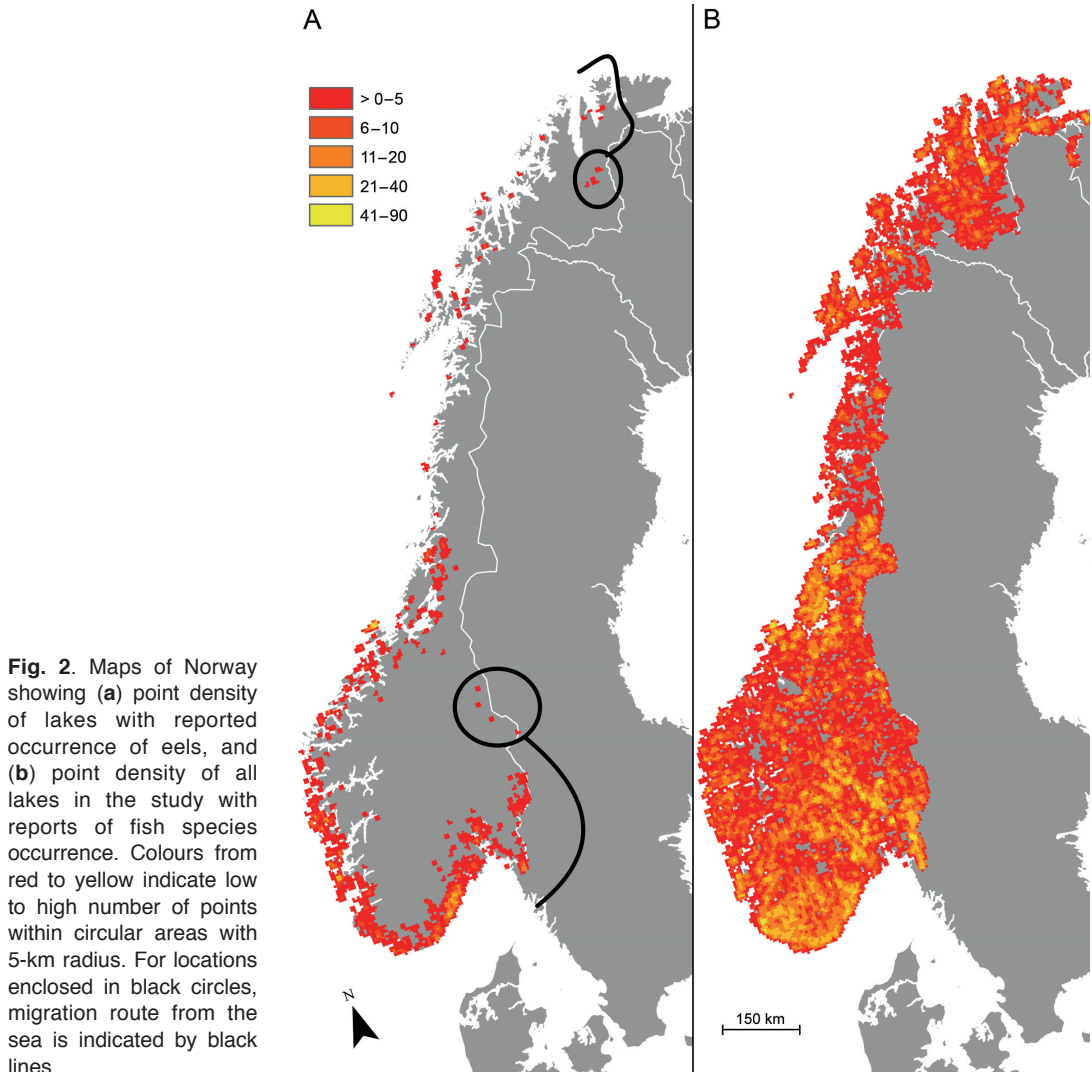 A
B
> 0–5
6–10
11–20
21–40
41–90
Fig. 2. Maps of Norway
showing (a) point density
of lakes with reported
occurrence of eels, and
(b) point density of all
lakes in the study with
reports of fish species
occurrence. Colours from
red to yellow indicate low
to high number of points
within circular areas with
5-km radius. For locations
enclosed in black circles,
migration route from the
sea is indicated by black
lines.
N
150 km